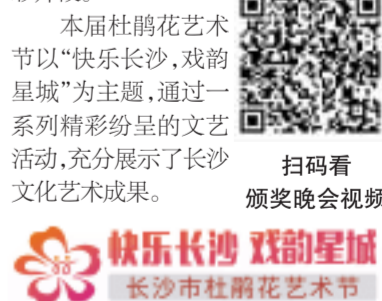 本届杜鹃花艺术
节以“快乐长沙,戏韵
星城”为主题,通过一
系列精彩纷呈的文艺
活动,充分展示了长沙
文化艺术成果。
扫码看
颁奖晚会视频
快乐长沙 戏韵星城
长沙市杜鹃花艺术节